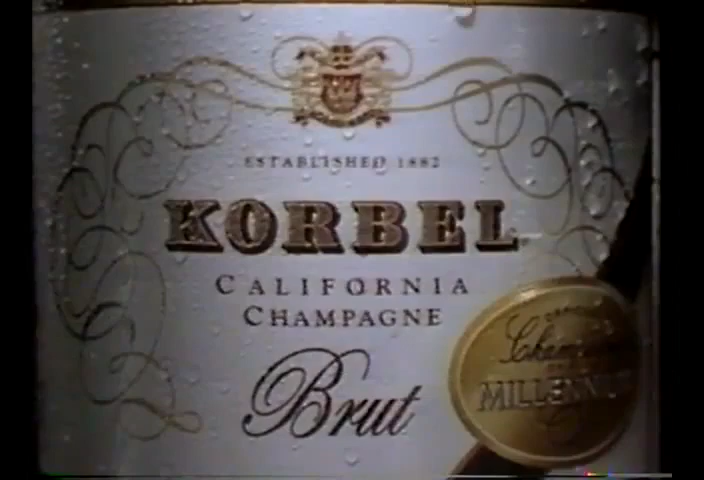 ESTABLISHED 1882
KORBEL
CALIFORNIA
CHAMPAGNE
Brut